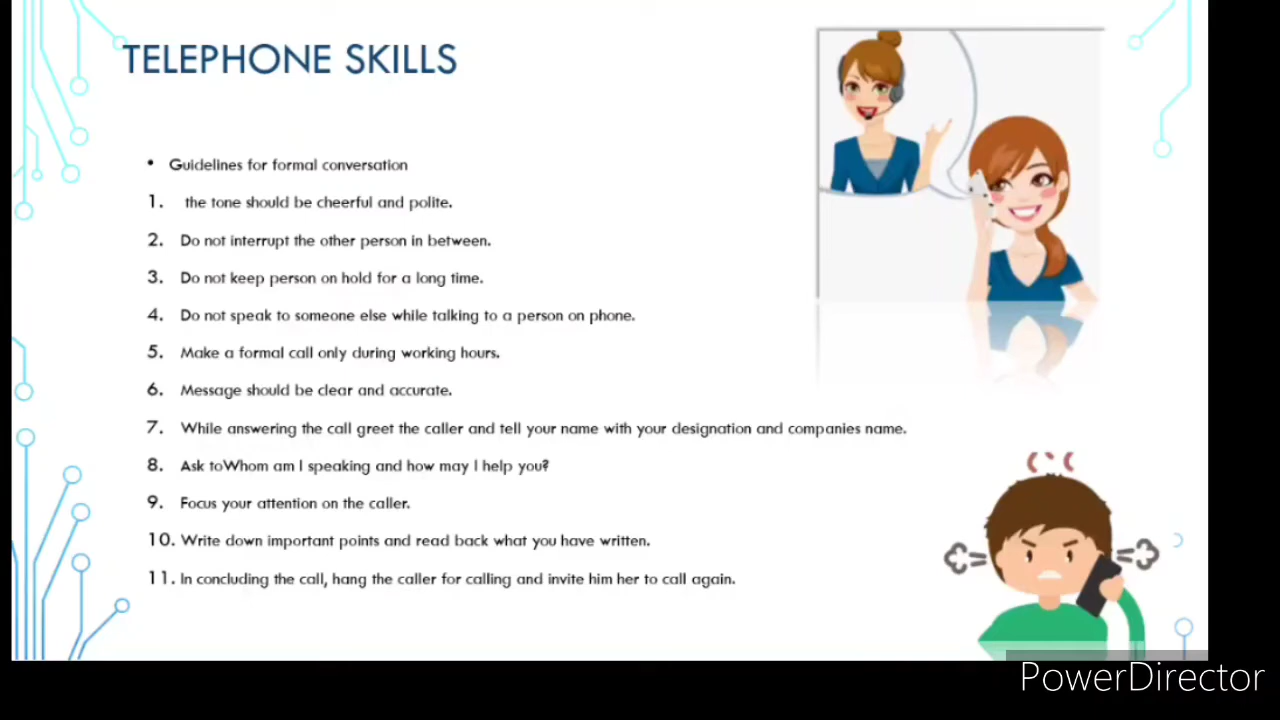 TELEPHONE SKILLS
• Guidelines for formal conversation
1. the tone should be cheerful and polite.
2. Do not interrupt the other person in between.
3. Do not keep person on hold for a long time.
4. Do not speak to someone else while talking to a person on phone.
5. Make a formal call only during working hours.
6. Message should be clear and accurate.
7. While answering the call greet the caller and tell your name with your designation and companies name.
8. Ask toWhom am I speaking and how may I help you?
9. Focus your attention on the caller.
10. Write down important points and read back what you have written.
11. In concluding the call, hang the caller for calling and invite him her to call again.
PowerDirector